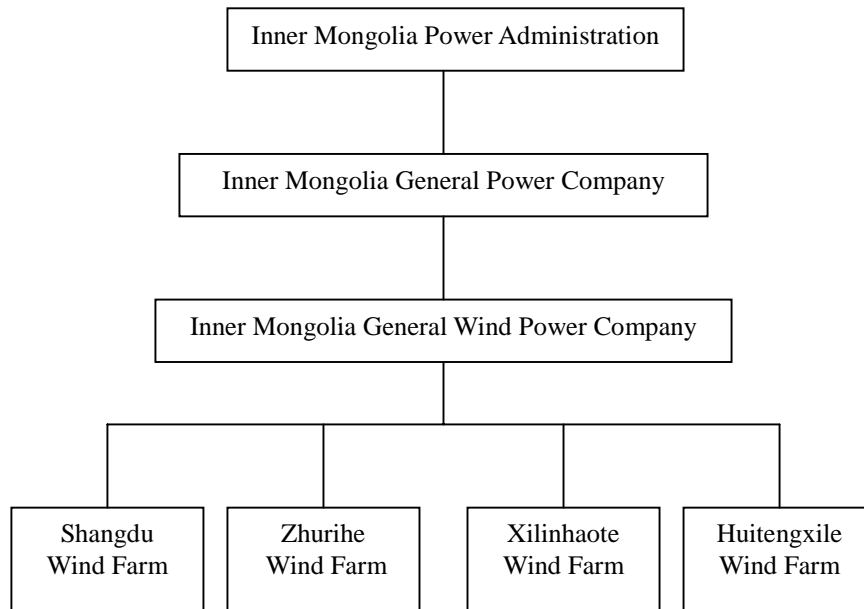 Inner Mongolia Power Administration
Inner Mongolia General Power Company
Inner Mongolia General Wind Power Company
Shangdu
Wind Farm
Zhurihe
Wind Farm
Xilinhaote
Wind Farm
Huitengxile
Wind Farm